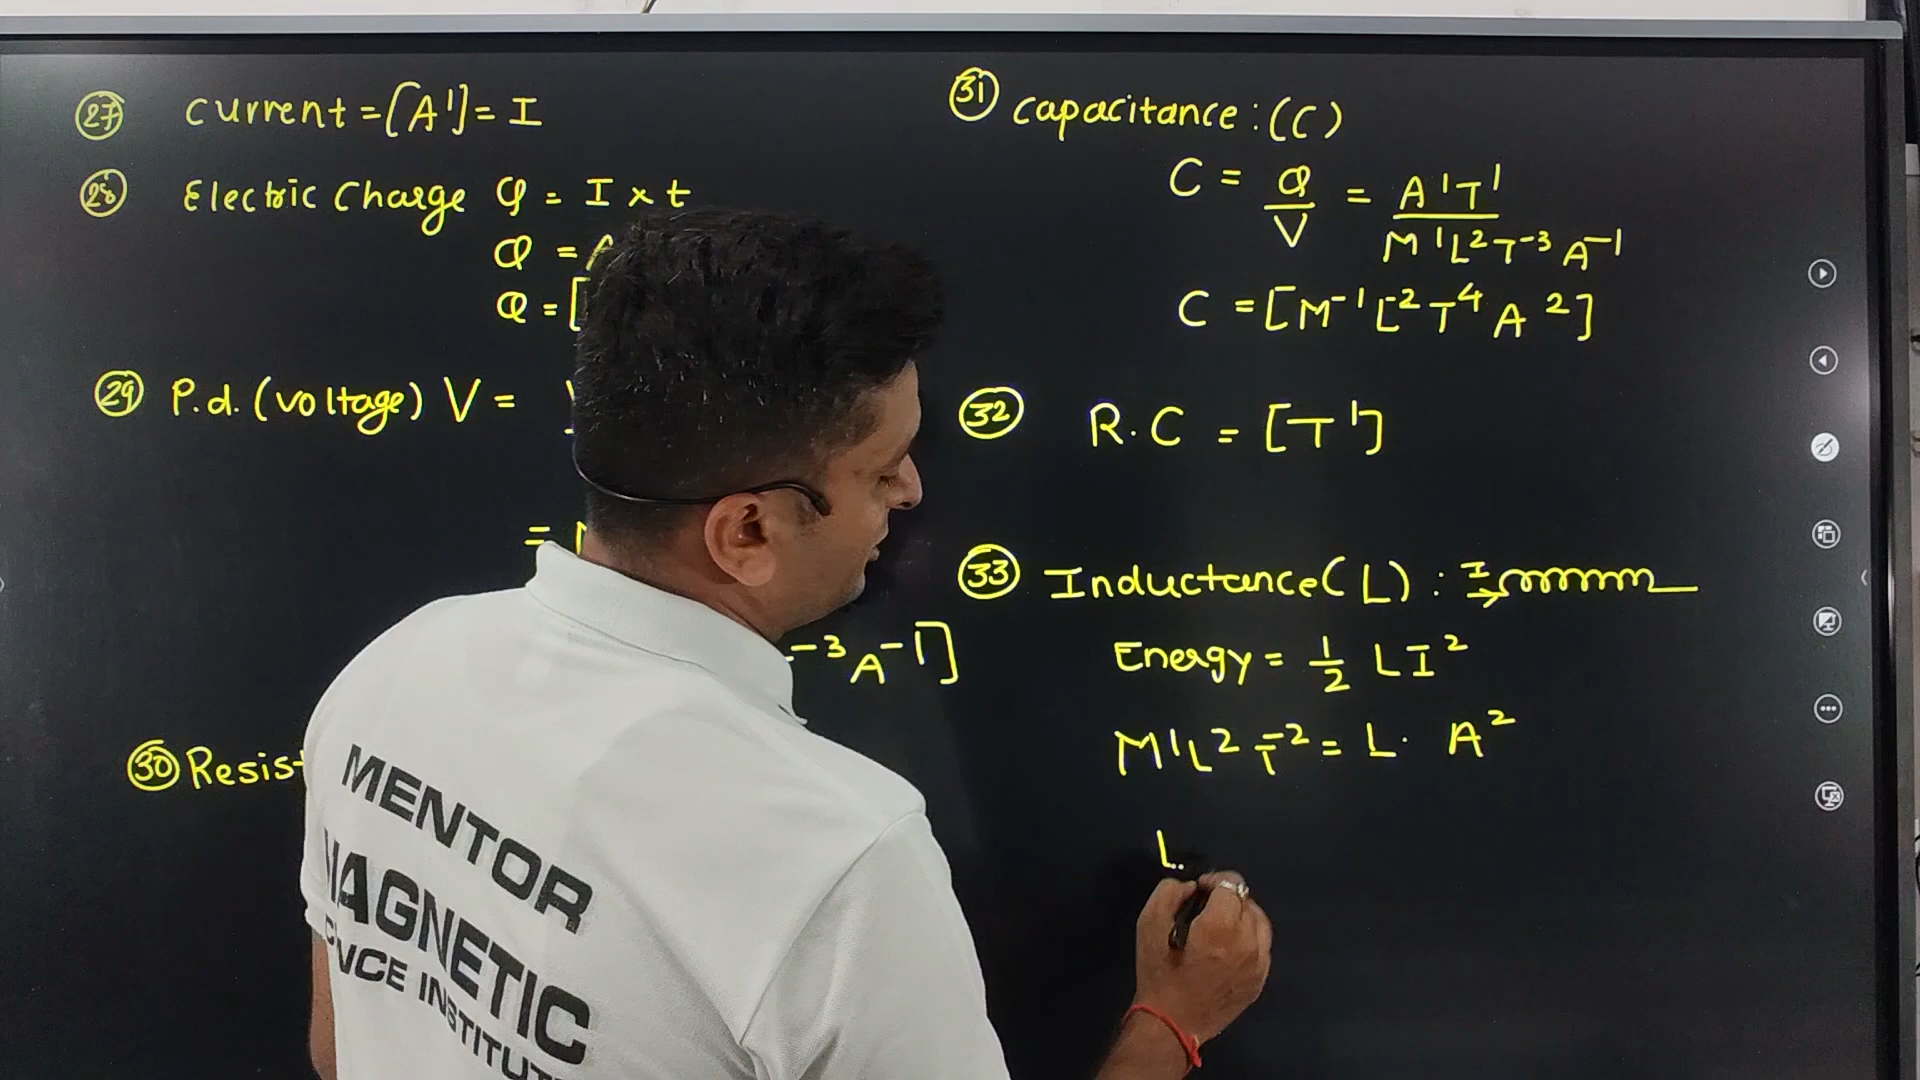 27 Current = [A¹] = I
28 Electric Charge Q = I x t
Q =
Q = [
29 P.d. (voltage) V =
=
⁻³A⁻¹]
30 Resist
31 Capacitance : (C)
C = Q/V = A¹T¹/M¹L²T⁻³A⁻¹
C = [M⁻¹L⁻²T⁴A²]
32 R.C = [T¹]
33 Inductance (L) : I
Energy = 1/2 LI²
M¹L²T⁻² = L. A²
L
MENTOR
MAGNETIC
INSTITUT